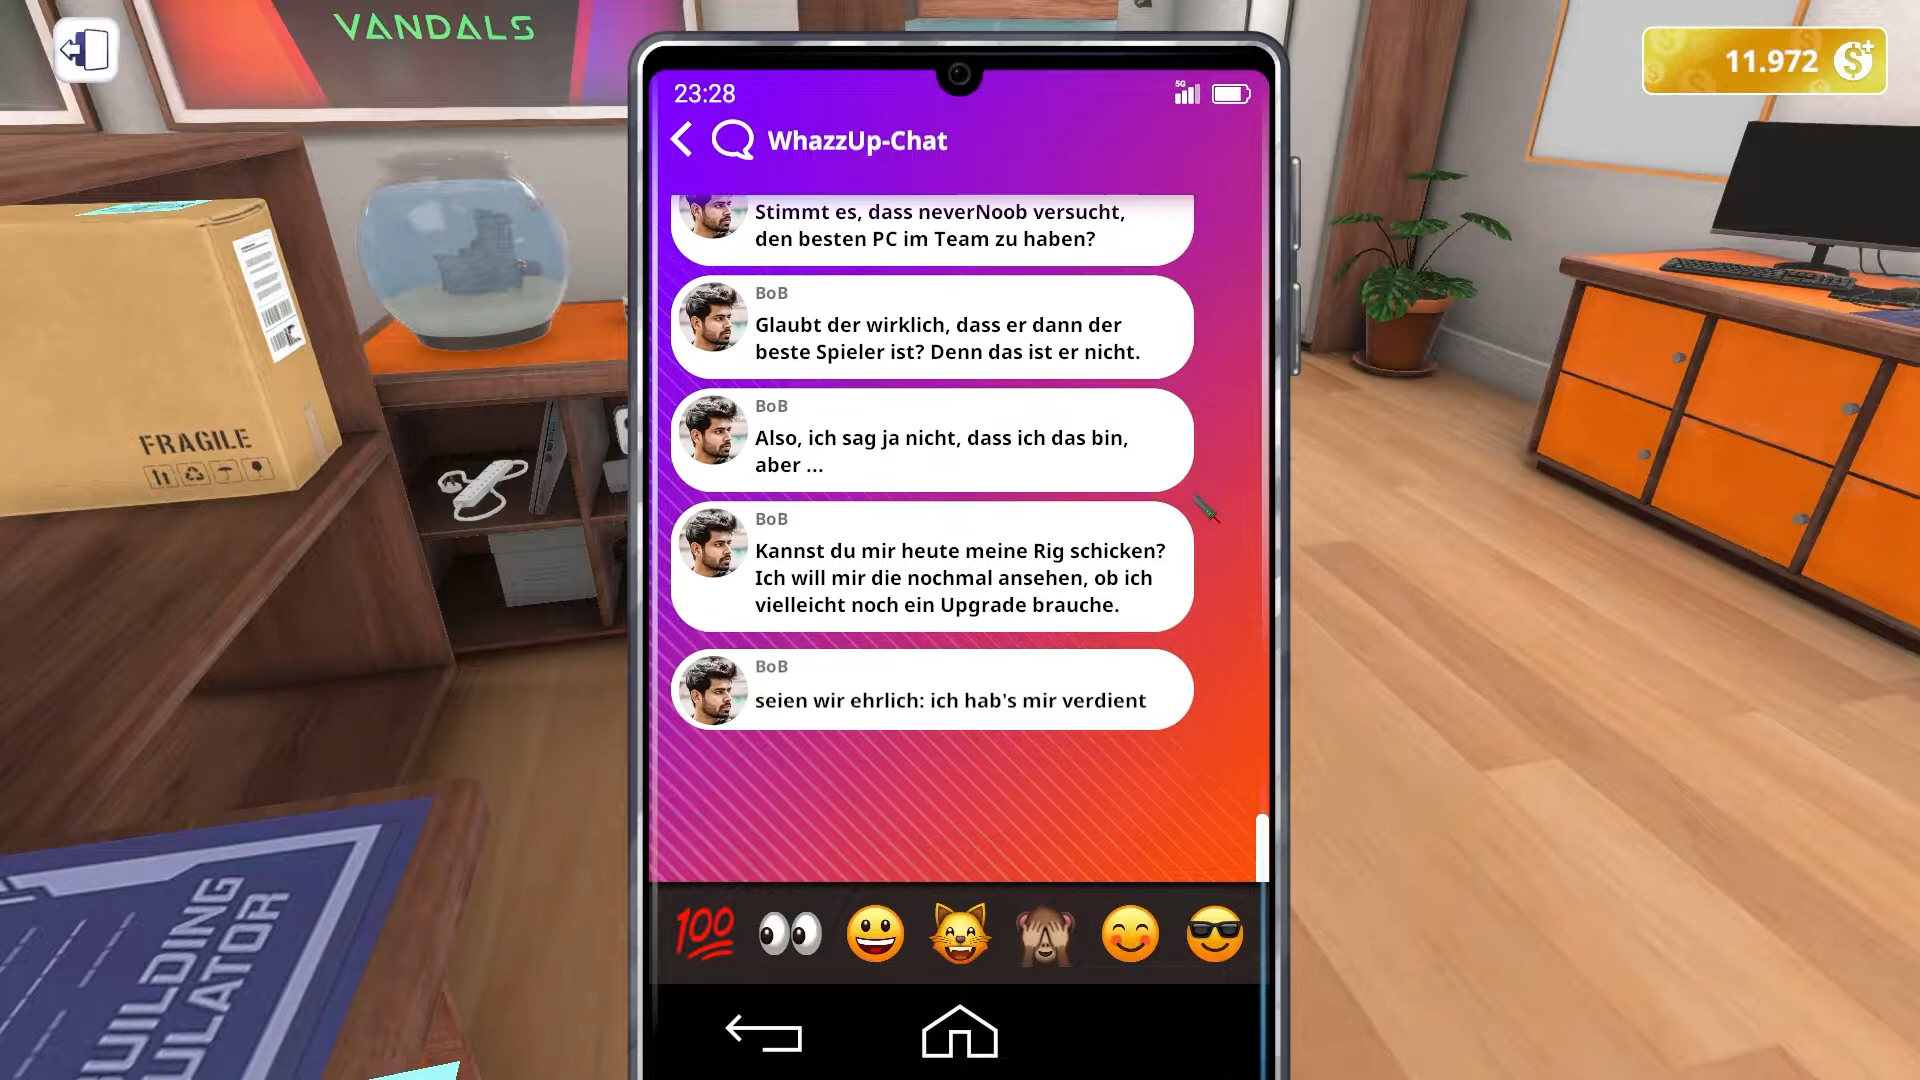 VANDALS
11.972
23:28
5G
WhazzUp-Chat
Stimmt es, dass neverNoob versucht,
den besten PC im Team zu haben?
BoB
Glaubt der wirklich, dass er dann der
beste Spieler ist? Denn das ist er nicht.
BoB
Also, ich sag ja nicht, dass ich das bin,
aber ...
BoB
Kannst du mir heute meine Rig schicken?
Ich will mir die nochmal ansehen, ob ich
vielleicht noch ein Upgrade brauche.
BoB
seien wir ehrlich: ich hab's mir verdient
FRAGILE
100